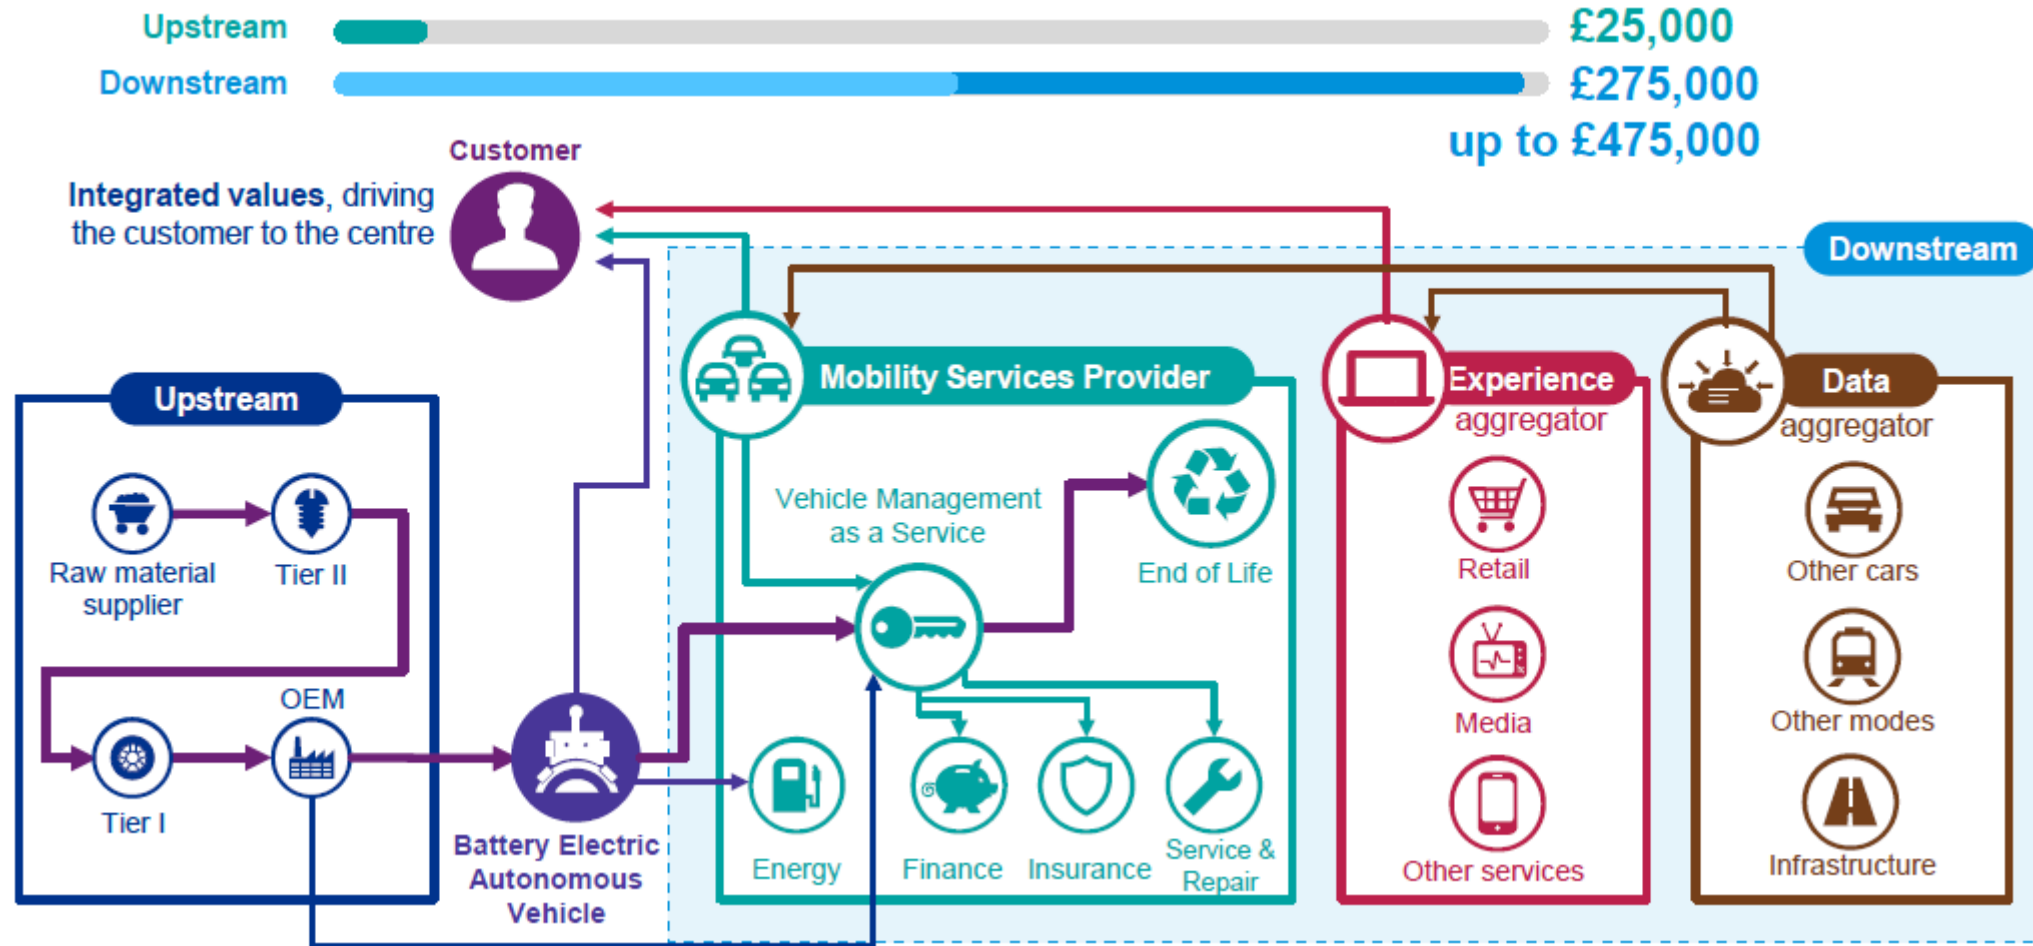 Upstream
£25,000
Downstream
£275,000
up to £475,000
Customer
Integrated values, driving
the customer to the centre
Downstream
Upstream
Mobility Services Provider
Experience
aggregator
Data
aggregator
Raw material
supplier
Tier II
Tier I
OEM
Battery Electric
Autonomous
Vehicle
Vehicle Management
as a Service
End of Life
Energy
Finance
Insurance
Service &
Repair
Retail
Media
Other services
Other cars
Other modes
Infrastructure